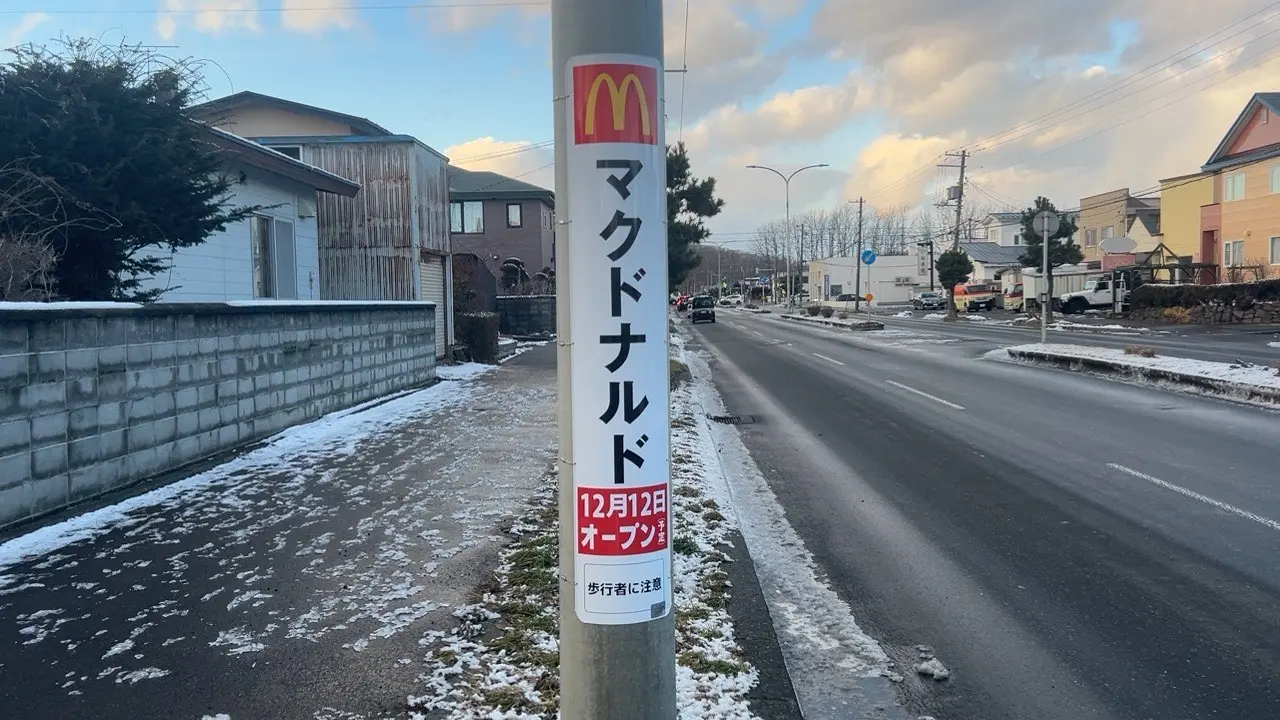 マクドナルド
12月12日
オープン予定
歩行者に注意